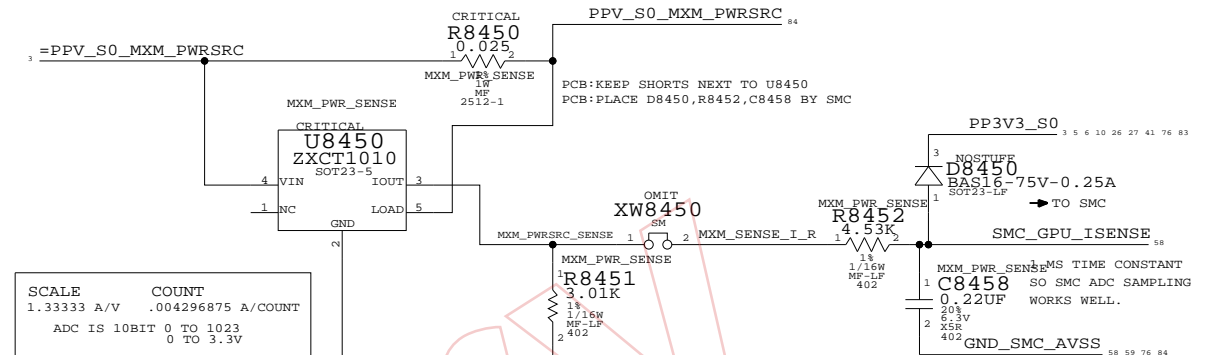 CRITICAL
R8450
0.025
1 2
PPV_S0_MXM_PWRSRC
84
3 =PPV_S0_MXM_PWRSRC
MXM_PWR_SENSE
1%
1W
MF
2512-1
PCB:KEEP SHORTS NEXT TO U8450
PCB:PLACE D8450,R8452,C8458 BY SMC
MXM_PWR_SENSE
CRITICAL
U8450
ZXCT1010
SOT23-5
4 VIN IOUT 3
1 NC LOAD 5
GND
2
PP3V3_S0
3 5 6 10 26 27 41 76 83
3
NOSTUFF
D8450
BAS16-75V-0.25A
SOT23-LF
1
TO SMC
OMIT
XW8450
SM
MXM_PWRSRC_SENSE
1 2
MXM_SENSE_I_R
MXM_PWR_SENSE
R8452
4.53K
1 2
1%
1/16W
MF-LF
402
SMC_GPU_ISENSE
58
MXM_PWR_SENSE
1
R8451
3.01K
1%
1/16W
MF-LF
402
2
MXM_PWR_SENSE
1
C8458
0.22UF
20%
6.3V
X5R
402
2
1 MS TIME CONSTANT
SO SMC ADC SAMPLING
WORKS WELL.
GND_SMC_AVSS
58 59 76 84
SCALE COUNT
1.33333 A/V .004296875 A/COUNT
ADC IS 10BIT 0 TO 1023
0 TO 3.3V